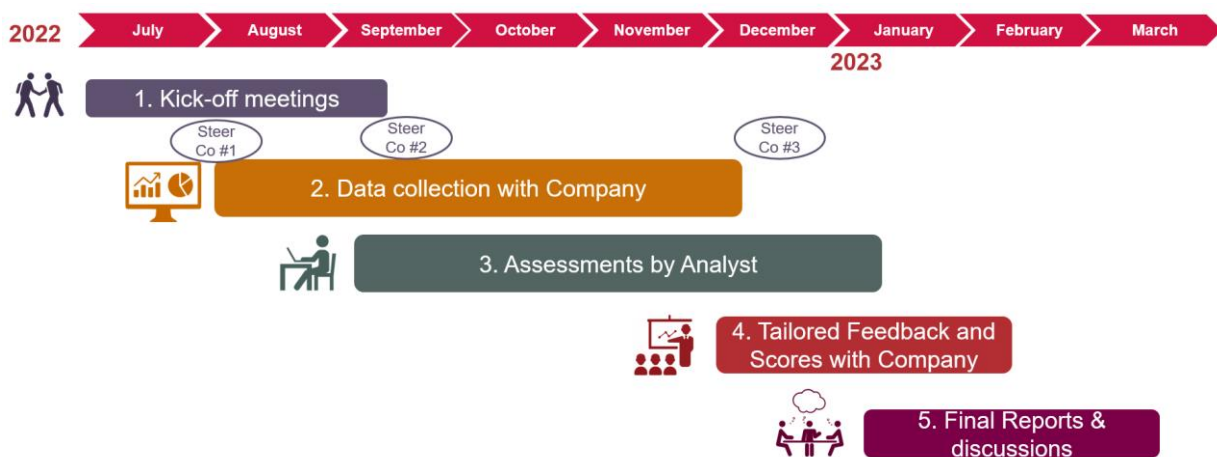 2022
July
August
September
October
November
December
January
February
March
2023
1. Kick-off meetings
Steer
Co #1
Steer
Co #2
Steer
Co #3
2. Data collection with Company
3. Assessments by Analyst
4. Tailored Feedback and
Scores with Company
5. Final Reports &
discussions